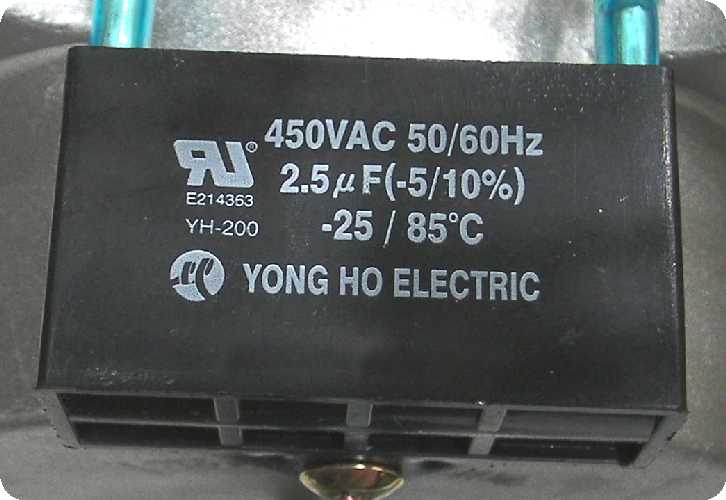 450VAC 50/60Hz
2.5μF(-5/10%)
E214363
YH-200
-25 / 85°C
YONG HO ELECTRIC